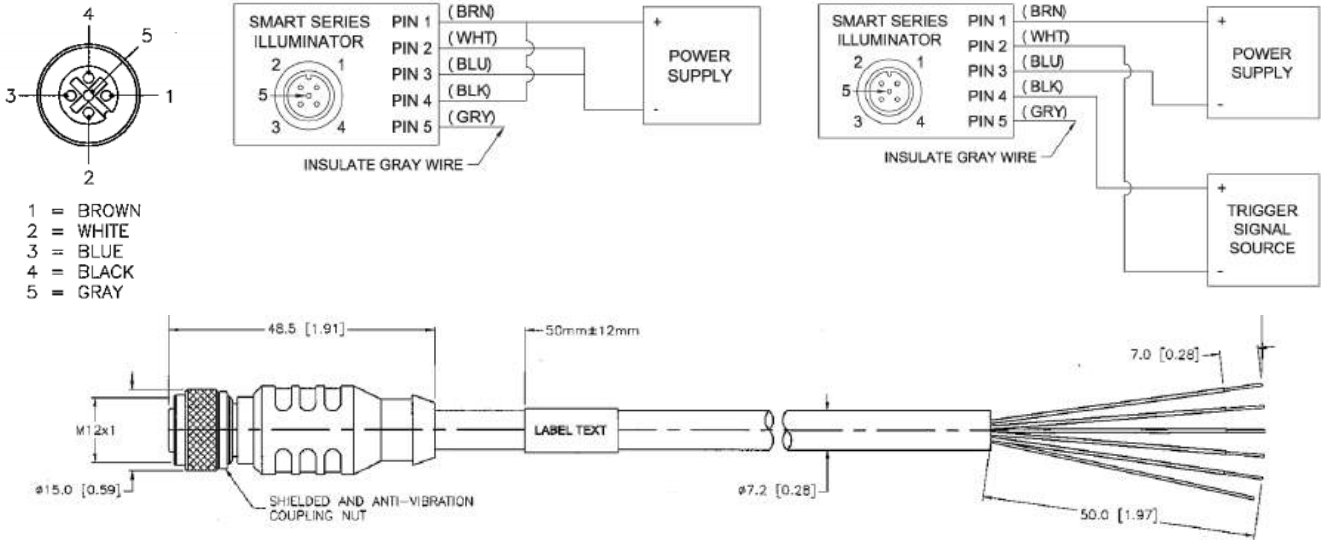 4
5
3
1
2
1 = BROWN
2 = WHITE
3 = BLUE
4 = BLACK
5 = GRAY
SMART SERIES
ILLUMINATOR
2
1
5
3
4
PIN 1
(BRN)
PIN 2
(WHT)
PIN 3
(BLU)
PIN 4
(BLK)
PIN 5
(GRY)
INSULATE GRAY WIRE
+
POWER
SUPPLY
-
SMART SERIES
ILLUMINATOR
2
1
5
3
4
PIN 1
(BRN)
PIN 2
(WHT)
PIN 3
(BLU)
PIN 4
(BLK)
PIN 5
(GRY)
INSULATE GRAY WIRE
+
POWER
SUPPLY
-
+
TRIGGER
SIGNAL
SOURCE
-
48.5 [1.91]
50mm±12mm
7.0 [0.28]
M12x1
LABEL TEXT
ø15.0 [0.59]
SHIELDED AND ANTI-VIBRATION
COUPLING NUT
ø7.2 [0.28]
50.0 [1.97]